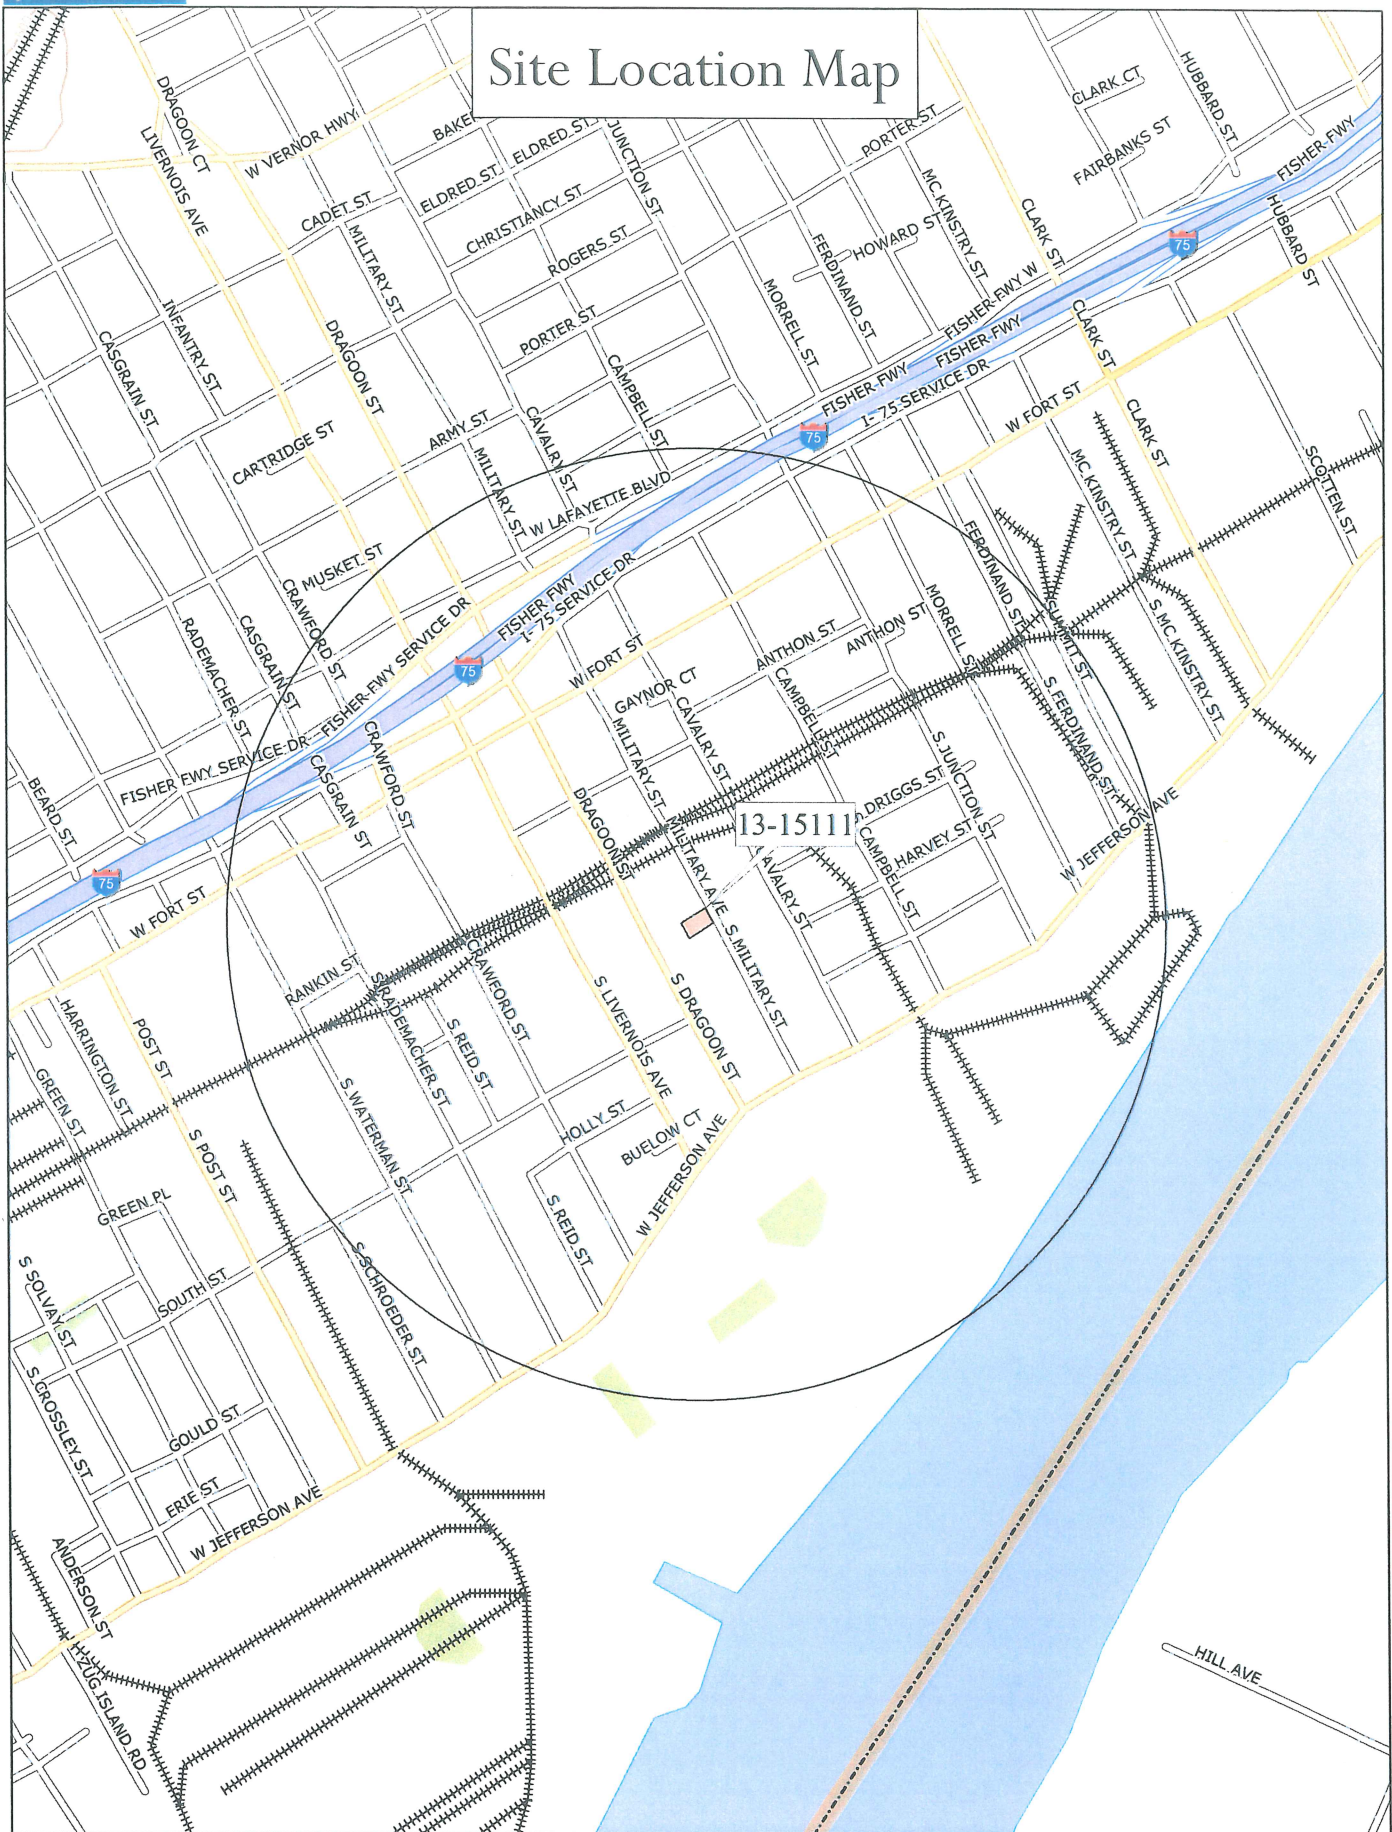 Site Location Map
DRAGOON CT
LIVERNOIS AVE
W VERNOR HWY
BAKE
ELDRED ST
ELDRED ST
JUNCTION ST
PORTER ST
CLARK CT
HUBBARD ST
FAIRBANKS ST
FISHER FWY
CADET ST
MILITARY ST
CHRISTIANCY ST
ROGERS ST
HOWARD ST
FERDINAND ST
MC KINSTRY ST
CLARK ST
HUBBARD ST
75
INFANTRY ST
CASGRAIN ST
DRAGOON ST
PORTER ST
CAMPBELL ST
MORRELL ST
FISHER FWY W
FISHER FWY
CLARK ST
FISHER FWY
I- 75 SERVICE DR
W FORT ST
75
CARTRIDGE ST
ARMY ST
CAVALRY ST
MILITARY ST
W LAFAYETTE BLVD
CLARK ST
MC KINSTRY ST
SCOTTEN ST
MUSKET ST
CRAWFORD ST
CASGRAIN ST
RADEMACHER ST
FISHER FWY SERVICE DR
FISHER FWY
I- 75 SERVICE DR
FERDINAND ST
MORRELL ST
SUMMIT ST
S MC KINSTRY ST
75
W FORT ST
GAYNOR CT
ANTHON ST
ANTHON ST
CAMPBELL ST
CAVALRY ST
MILITARY ST
S FERDINAND ST
S JUNCTION ST
FISHER FWY SERVICE DR
CRAWFORD ST
CASGRAIN ST
BEARD ST
DRAGOON ST
13-15111
S DRIGGS ST
HARVEY ST
S CAMPBELL ST
W JEFFERSON AVE
75
W FORT ST
MILITARY AVE
CAVALRY ST
S MILITARY ST
RANKIN ST
S RADEMACHER ST
CRAWFORD ST
S REID ST
S LIVERNOIS AVE
S DRAGOON ST
HARRINGTON ST
POST ST
GREEN ST
S WATERMAN ST
HOLLY ST
BUELOW CT
W JEFFERSON AVE
S POST ST
GREEN PL
S REID ST
S SOLVAY ST
SOUTH ST
S SCHROEDER ST
S CROSSLEY ST
GOULD ST
ERIE ST
W JEFFERSON AVE
ANDERSON ST
ZUG ISLAND RD
HILL AVE